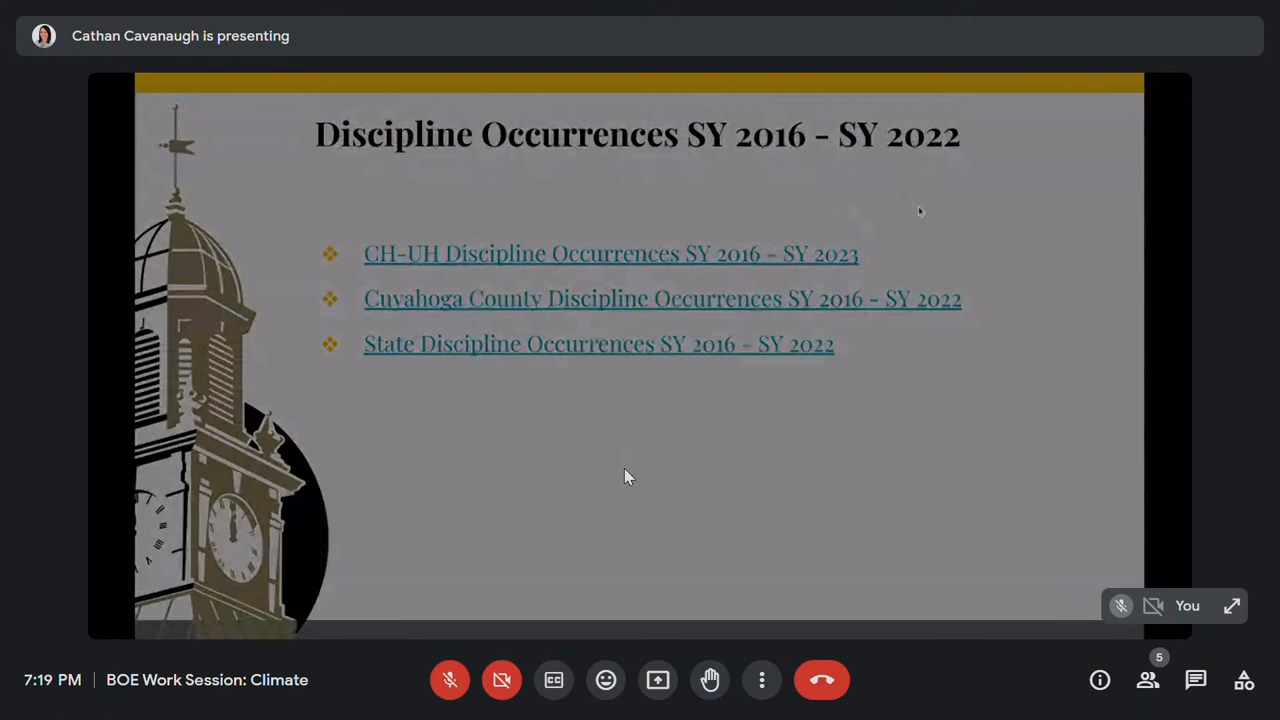 Cathan Cavanaugh is presenting
Discipline Occurrences SY 2016 - SY 2022
CH-UH Discipline Occurrences SY 2016 - SY 2023
Cuyahoga County Discipline Occurrences SY 2016 - SY 2022
State Discipline Occurrences SY 2016 - SY 2022
You
5
7:19 PM | BOE Work Session: Climate
CC